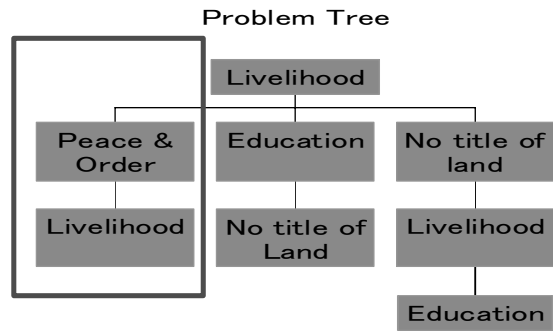 Problem Tree
Livelihood
Peace &
Order
Education
No title of
land
Livelihood
No title of
Land
Livelihood
Education